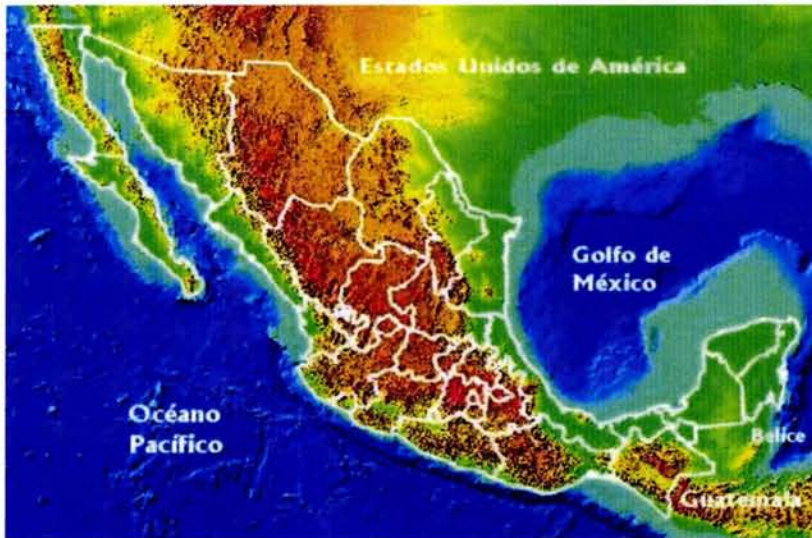 Estados Unidos de América
Golfo de
México
Océano
Pacífico
Belice
Guatemala